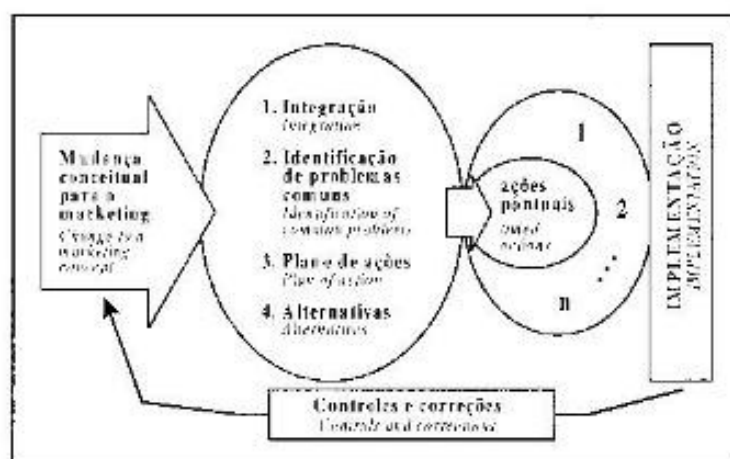 Mudança
conceitual
para o
marketing
Change to a
marketing
concept
1. Integração
Integration
2. Identificação
de problemas
comuns
Identification of
common problems
3. Plano de ações
Plan of action
4. Alternativas
Alternatives
ações
pontuais
actions
1
2
n
IMPLEMENTAÇÃO
IMPLEMENTATION
Controles e correções
Controls and corrections